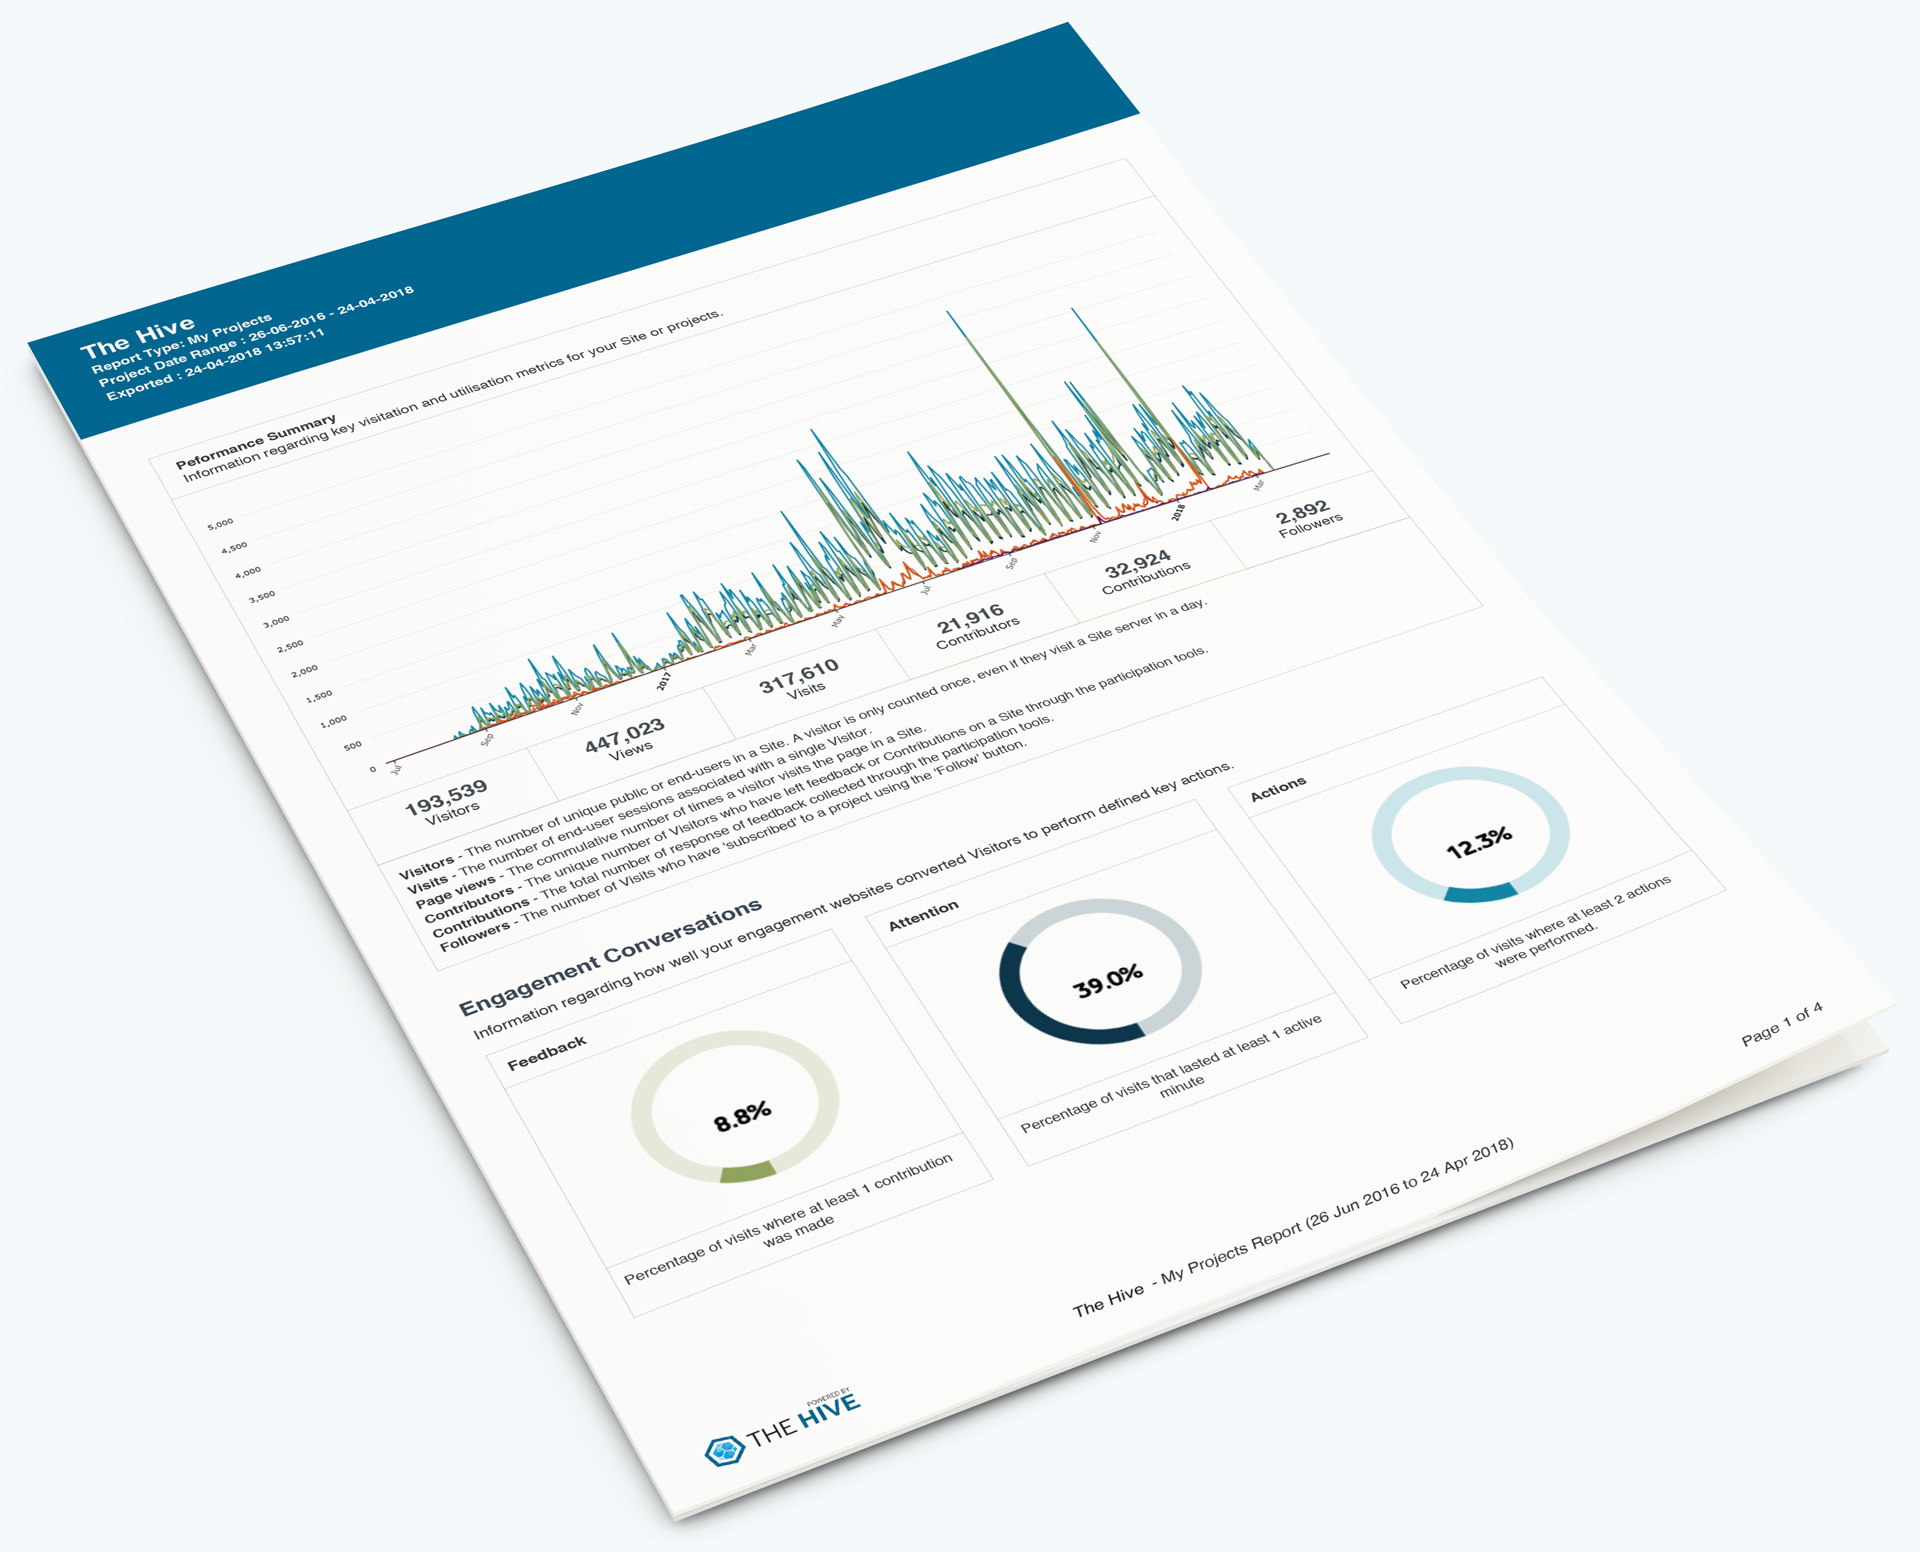 The Hive
Report Type: My Projects
Project Date Range : 26-06-2016 - 24-04-2018
Exported : 24-04-2018 13:57:11
Peformance Summary
Information regarding key visitation and utilisation metrics for your Site or projects.
5,000
4,500
4,000
3,500
3,000
2,500
2,000
1,500
1,000
500
0
Jul
Sep
Nov
2017
Mar
May
Jul
Sep
Nov
2018
Mar
193,539
Visitors
447,023
Views
317,610
Visits
21,916
Contributors
32,924
Contributions
2,892
Followers
Visitors - The number of unique public or end-users in a Site. A visitor is only counted once, even if they visit a Site server in a day.
Visits - The number of end-user sessions associated with a single Visitor.
Page views - The commulative number of times a visitor visits the page in a Site.
Contributors - The unique number of Visitors who have left feedback or Contributions on a Site through the participation tools.
Contributions - The total number of response of feedback collected through the participation tools.
Followers - The number of Visits who have 'subscribed' to a project using the 'Follow' button.
Engagement Conversations
Information regarding how well your engagement websites converted Visitors to perform defined key actions.
Feedback
8.8%
Percentage of visits where at least 1 contribution
was made
Attention
39.0%
Percentage of visits that lasted at least 1 active
minute
Actions
12.3%
Percentage of visits where at least 2 actions
were performed.
Page 1 of 4
The Hive - My Projects Report (26 Jun 2016 to 24 Apr 2018)
POWERED BY
THE HIVE